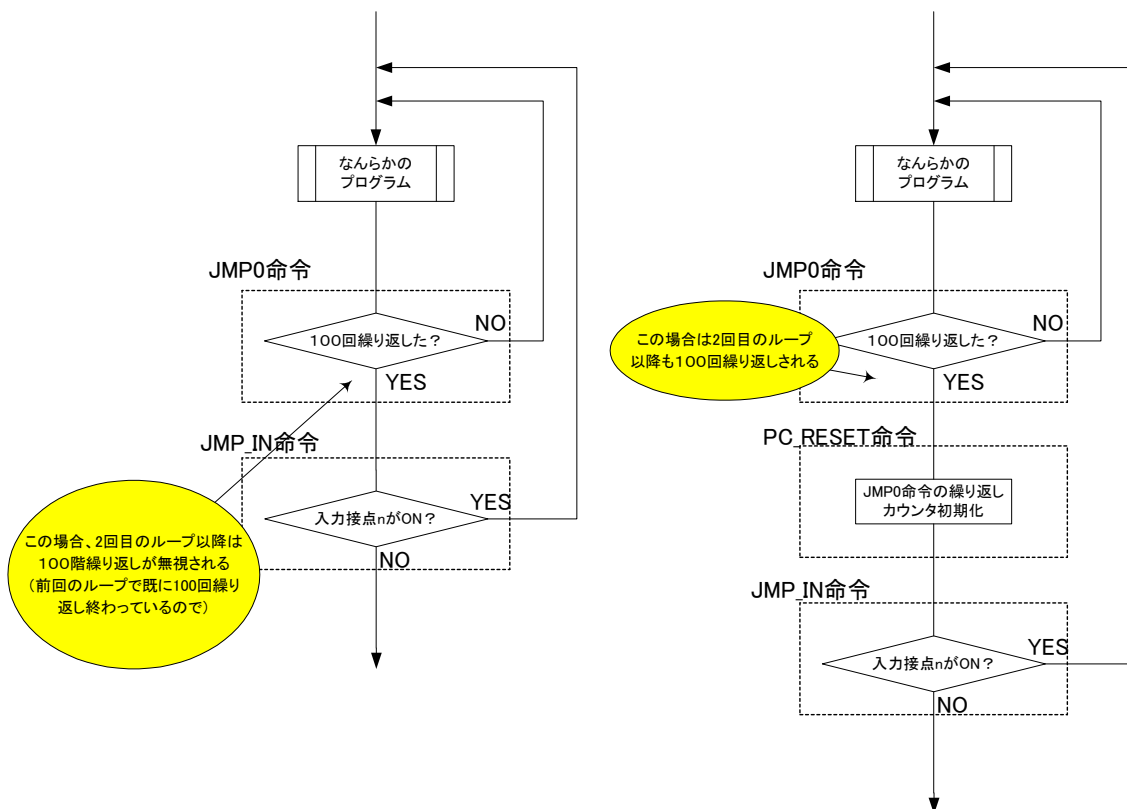 なんらかの
プログラム
JMP0命令
100回繰り返した?
NO
YES
JMP_IN命令
入力接点nがON?
YES
NO
この場合、2回目のループ以降は
100階繰り返しが無視される
(前回のループで既に100回繰り
返し終わっているので)
なんらかの
プログラム
JMP0命令
この場合は2回目のループ
以降も100回繰り返しされる
100回繰り返した?
NO
YES
PC_RESET命令
JMP0命令の繰り返し
カウンタ初期化
JMP_IN命令
入力接点nがON?
YES
NO